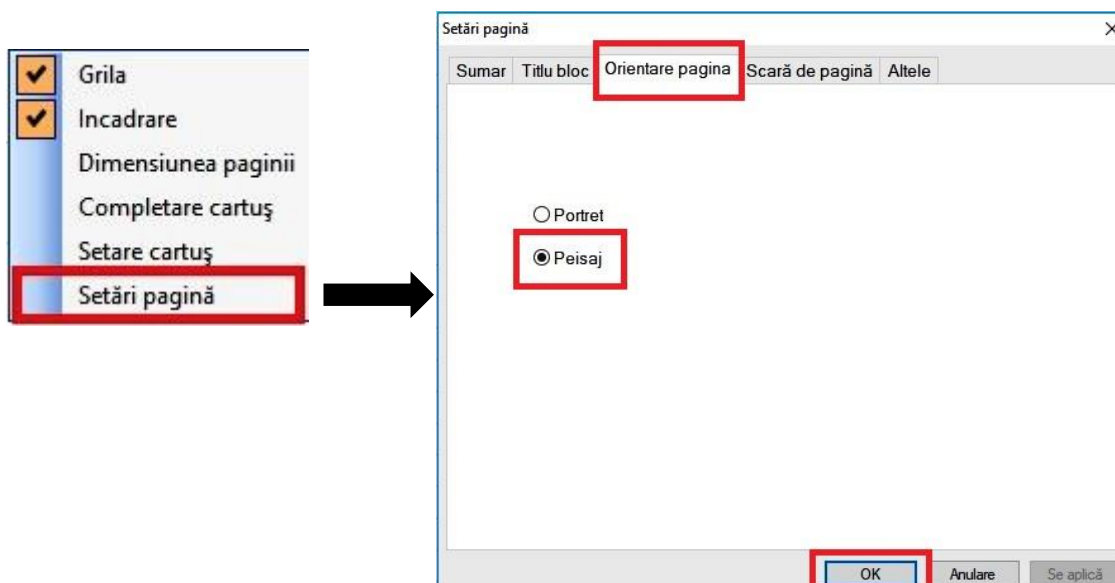 Grila
Incadrare
Dimensiunea paginii
Completare cartuş
Setare cartuş
Setări pagină
Setări pagină
Sumar Titlu bloc Orientare pagina Scară de pagină Altele
Portret
Peisaj
OK Anulare Se aplică